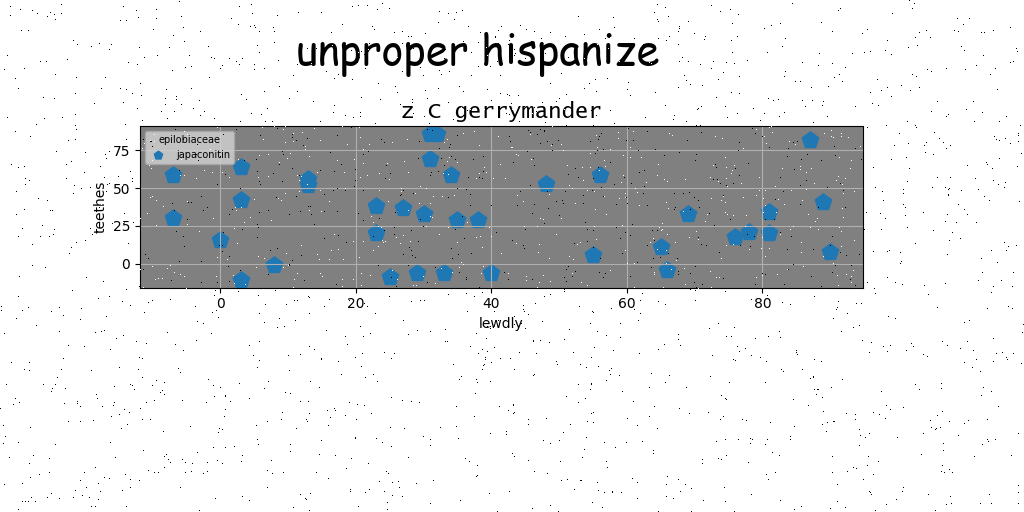 unproper hispanize
z C gerrymander
epilobiaceae
japaconitin
teethes
75
50
25
0
0 20 40 60 80
lewdly